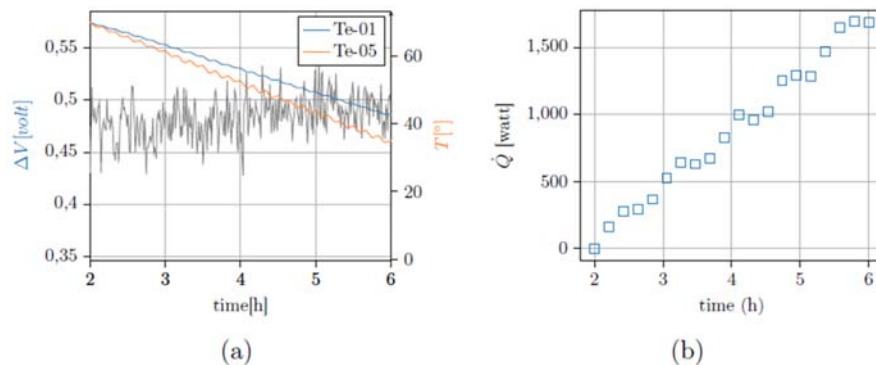 Te-01
Te-05
0,55
0,5
0,45
0,4
0,35
ΔV[volt]
60
40
20
0
T[°]
2
3
4
5
6
time[h]
(a)
1,500
1,000
500
0
Q̇ [watt]
2
3
4
5
6
time (h)
(b)